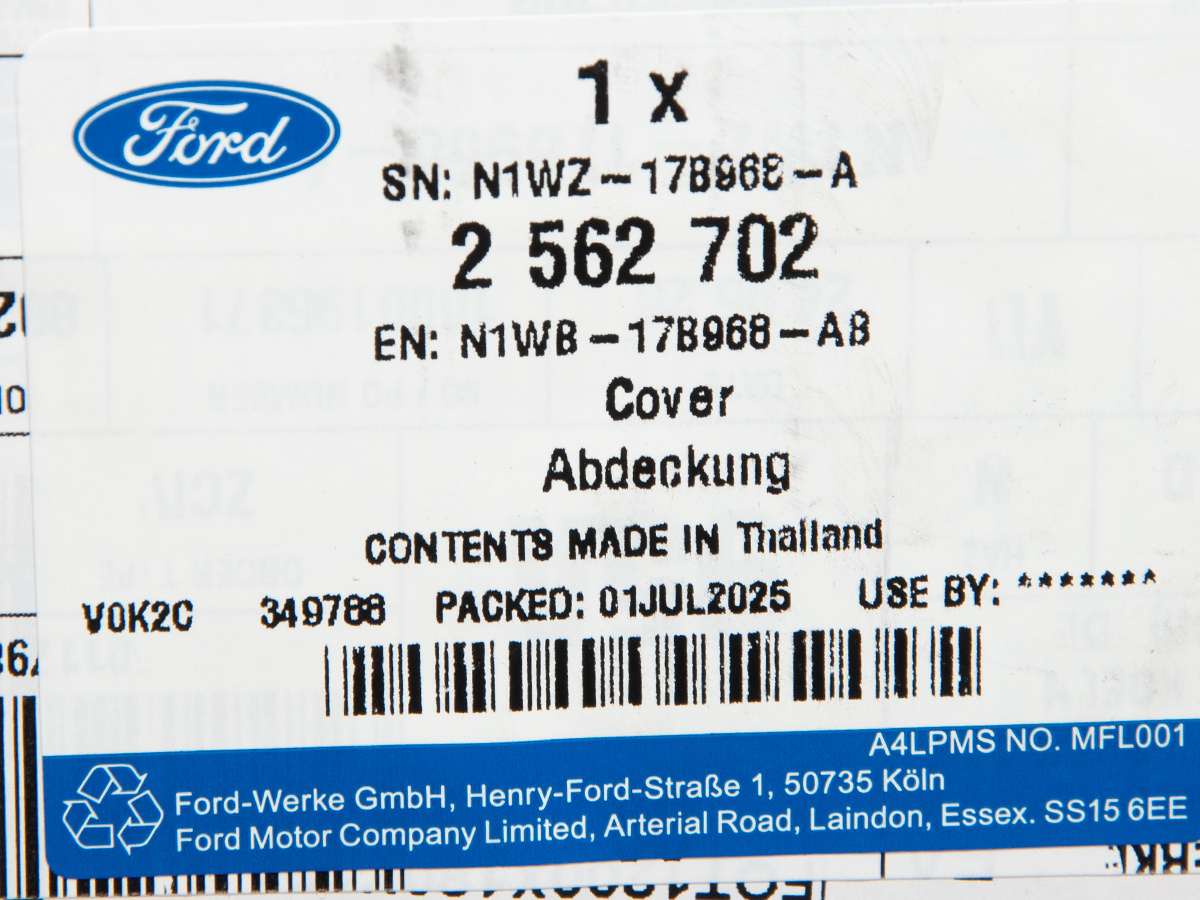 Ford
1 x
SN: N1WZ-17B968-A
2 562 702
EN: N1WB-17B968-AB
Cover
Abdeckung
CONTENTS MADE IN Thailand
V0K2C 349788 PACKED: 01JUL2025 USE BY: *******
A4LPMS NO. MFL001
Ford-Werke GmbH, Henry-Ford-Straße 1, 50735 Köln
Ford Motor Company Limited, Arterial Road, Laindon, Essex. SS15 6EE